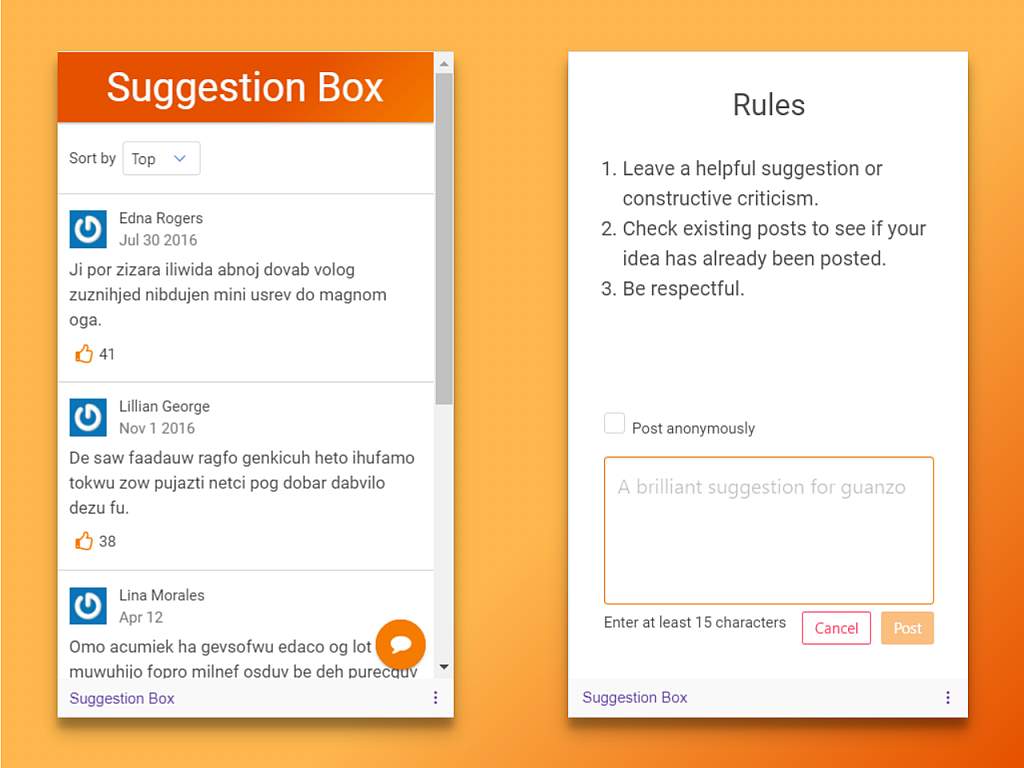 Suggestion Box
Sort by Top
Edna Rogers
Jul 30 2016
Ji por zizara iliwida abnoj dovab volog
zuznihjed nibdujen mini usrev do magnom
oga.
41
Lillian George
Nov 1 2016
De saw faadauw ragfo genkicuh heto ihufamo
tokwu zow pujazti netci pog dobar dabvilo
dezu fu.
38
Lina Morales
Apr 12
Omo acumiek ha gevsofwu edaco og lot
muwuhijo fopro milnef osduv be deh purecguv
Suggestion Box
Rules
1. Leave a helpful suggestion or
constructive criticism.
2. Check existing posts to see if your
idea has already been posted.
3. Be respectful.
Post anonymously
A brilliant suggestion for guanzo
Enter at least 15 characters
Cancel
Post
Suggestion Box